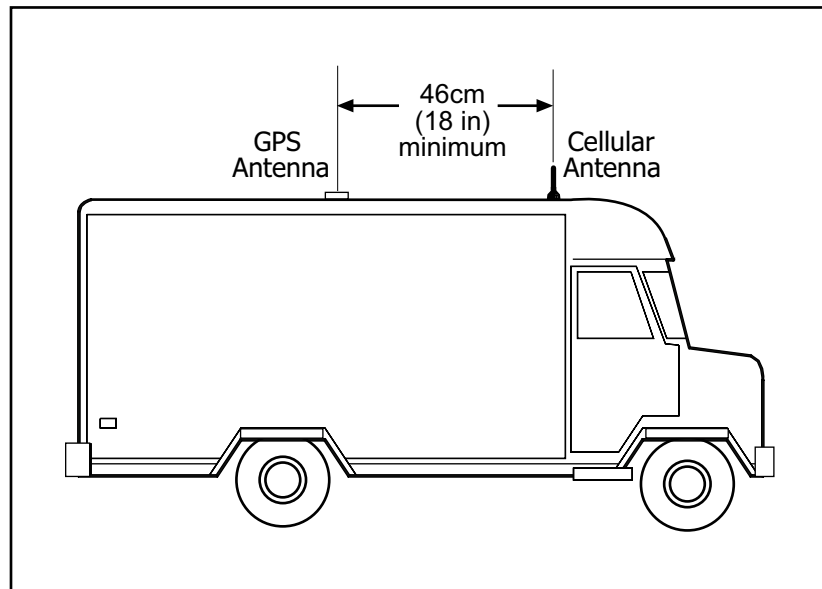 46cm
(18 in)
minimum
GPS
Antenna
Cellular
Antenna